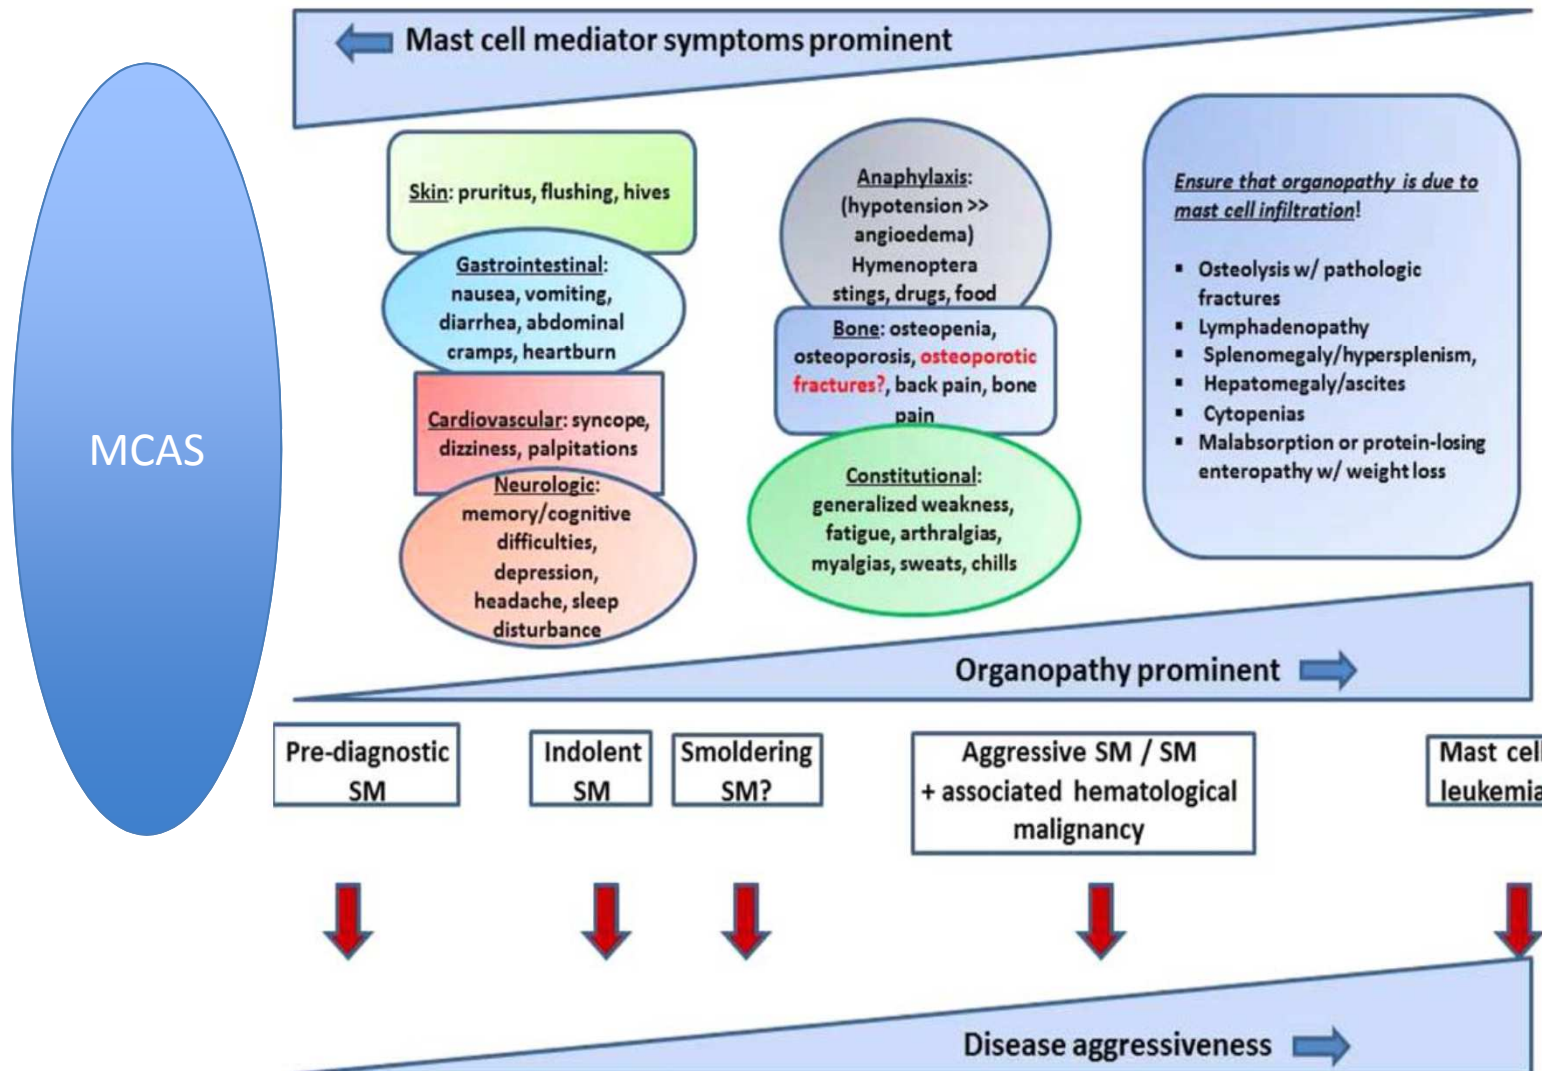 Mast cell mediator symptoms prominent
MCAS
Skin: pruritus, flushing, hives
Gastrointestinal:
nausea, vomiting,
diarrhea, abdominal
cramps, heartburn
Cardiovascular: syncope,
dizziness, palpitations
Neurologic:
memory/cognitive
difficulties,
depression,
headache, sleep
disturbance
Anaphylaxis:
(hypotension >>
angioedema)
Hymenoptera
stings, drugs, food
Bone: osteopenia,
osteoporosis, osteoporotic
fractures?, back pain, bone
pain
Constitutional:
generalized weakness,
fatigue, arthralgias,
myalgias, sweats, chills
Ensure that organopathy is due to
mast cell infiltration!
▪ Osteolysis w/ pathologic
fractures
▪ Lymphadenopathy
▪ Splenomegaly/hypersplenism,
▪ Hepatomegaly/ascites
▪ Cytopenias
▪ Malabsorption or protein-losing
enteropathy w/ weight loss
Organopathy prominent
Pre-diagnostic
SM
Indolent
SM
Smoldering
SM?
Aggressive SM / SM
+ associated hematological
malignancy
Mast cell
leukemia
Disease aggressiveness